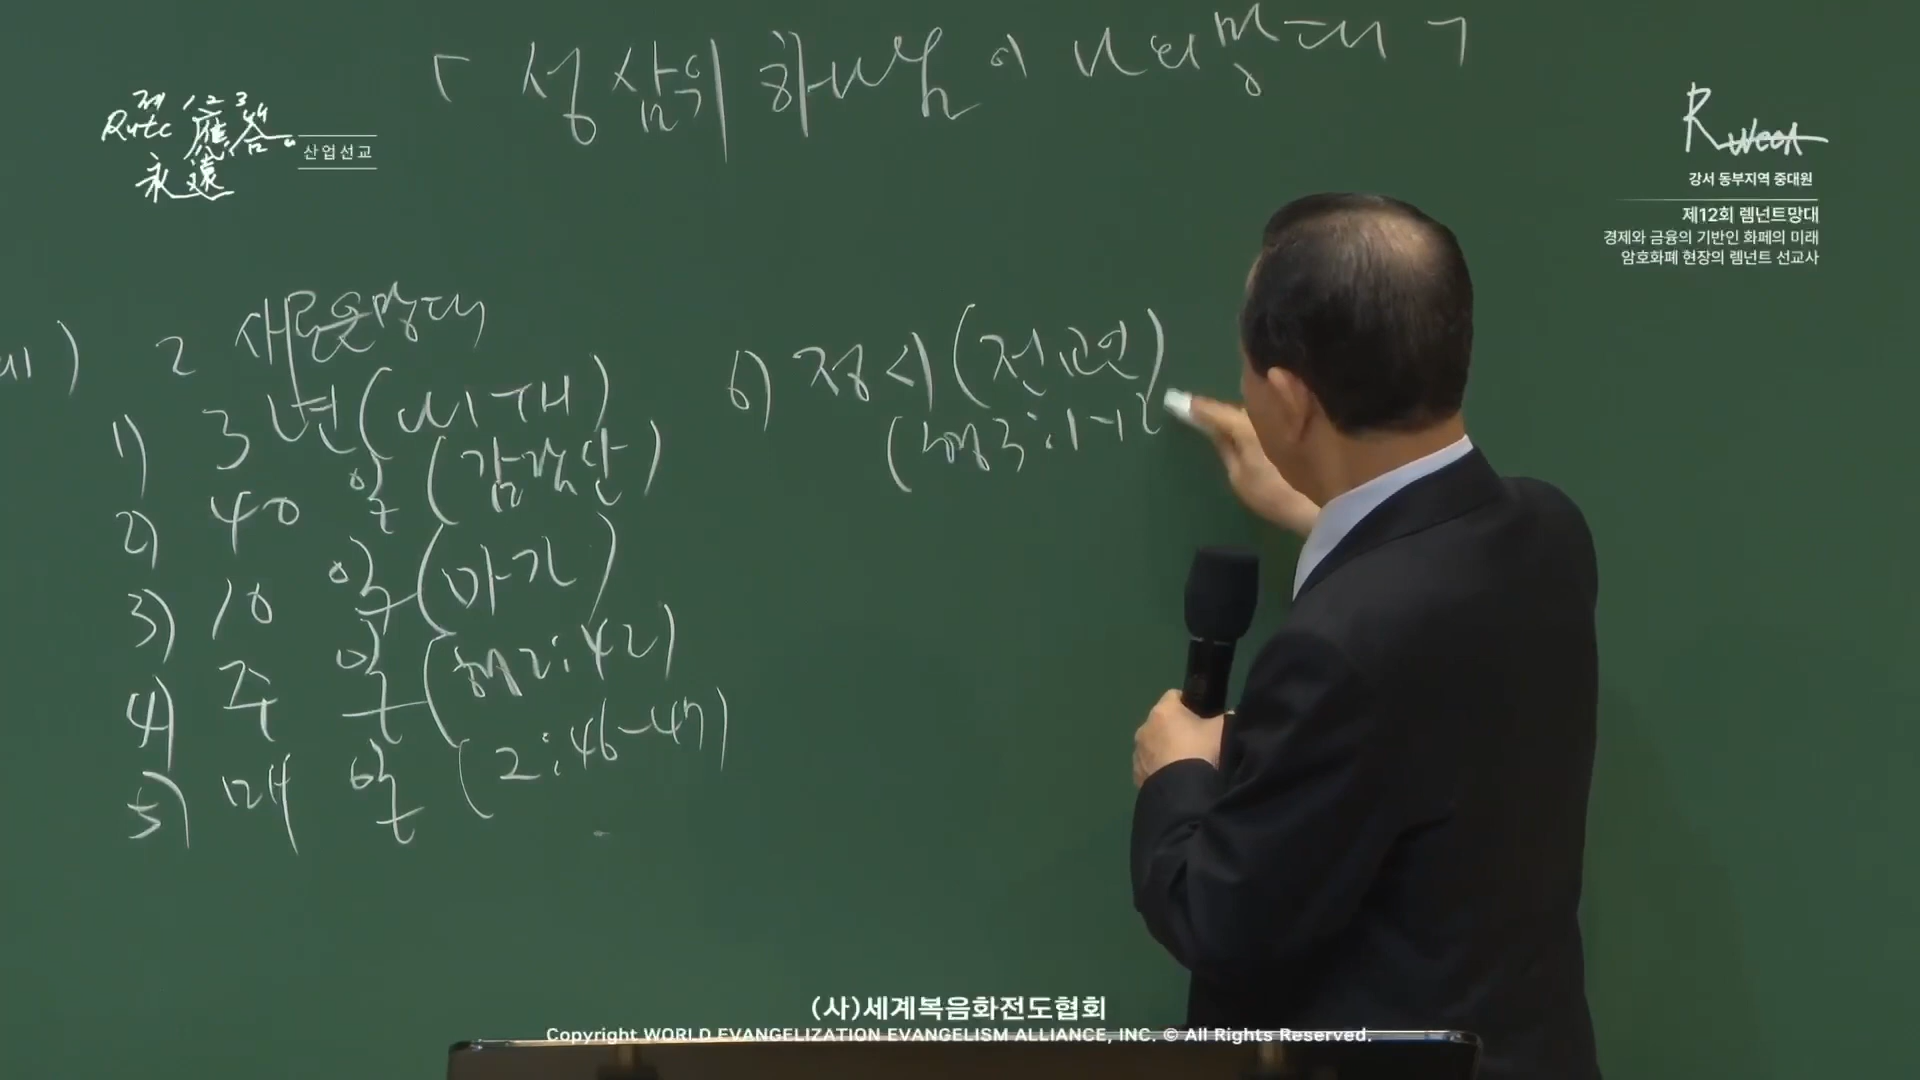 「 성삼위 하나님이 나의 망대 」
제 1 2 3
Rutc 應答
永遠
산업선교
R Week
강서 동부지역 중대원
제12회 렘넌트망대
경제와 금융의 기반인 화폐의 미래
암호화폐 현장의 렘넌트 선교사
2 새로운망대
1) 3년 (
2) 40 일 (감람산)
3) 10 일 (마가)
4) 주 일 (행2:42)
5) 매 일 (2:46-47)
6) 정시 (전교인)
(행3:1-12
(사)세계복음화전도협회
Copyright WORLD EVANGELIZATION EVANGELISM ALLIANCE, INC. © All Rights Reserved.